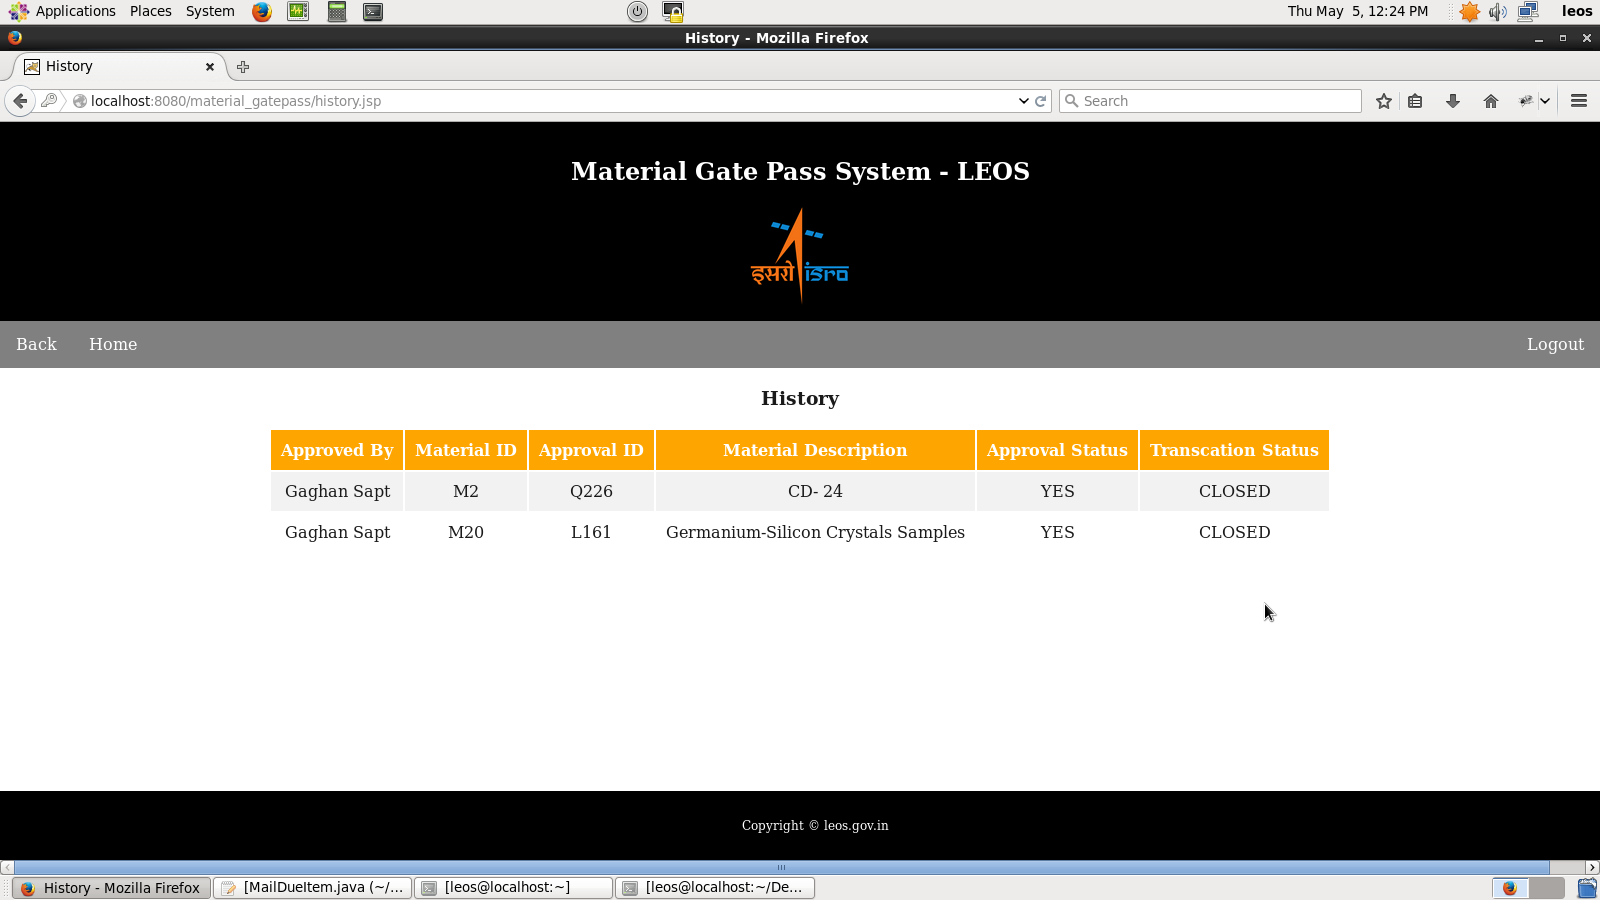 Applications Places System Thu May 5, 12:24 PM leos
History - Mozilla Firefox
History
localhost:8080/material_gatepass/history.jsp Search
Material Gate Pass System - LEOS
इसरो isro
Back Home Logout
History
Approved By Material ID Approval ID Material Description Approval Status Transcation Status
Gaghan Sapt M2 Q226 CD- 24 YES CLOSED
Gaghan Sapt M20 L161 Germanium-Silicon Crystals Samples YES CLOSED
Copyright © leos.gov.in
History - Mozilla Firefox [MailDueItem.java (~/... [leos@localhost:~] [leos@localhost:~/De...